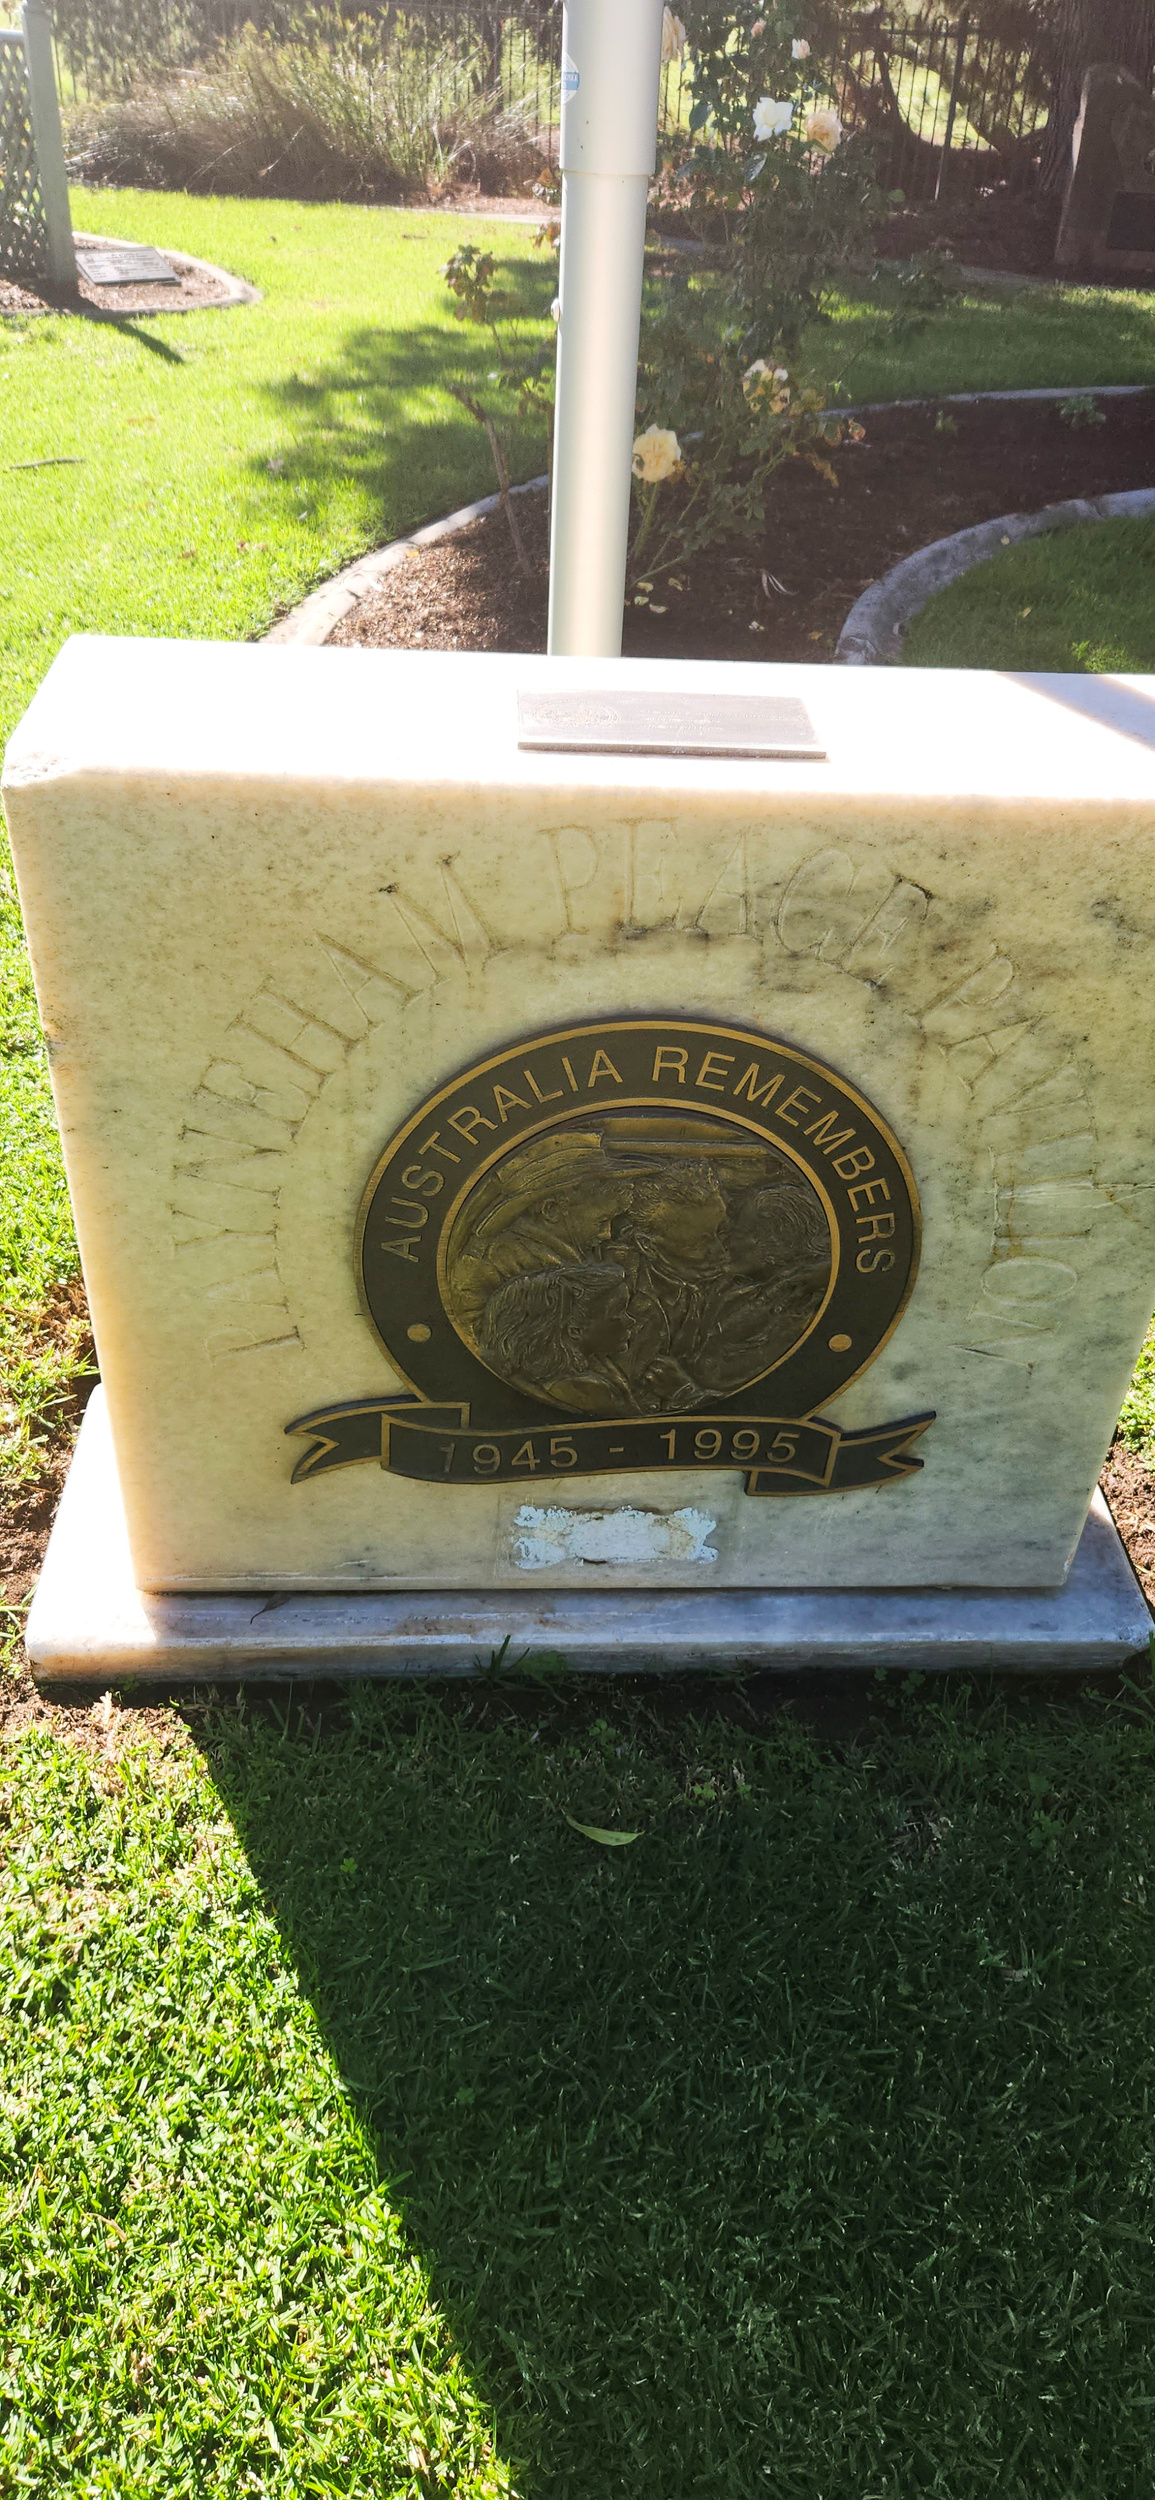 PAYNEHAM PEACE PAVILION
AUSTRALIA REMEMBERS
1945 - 1995